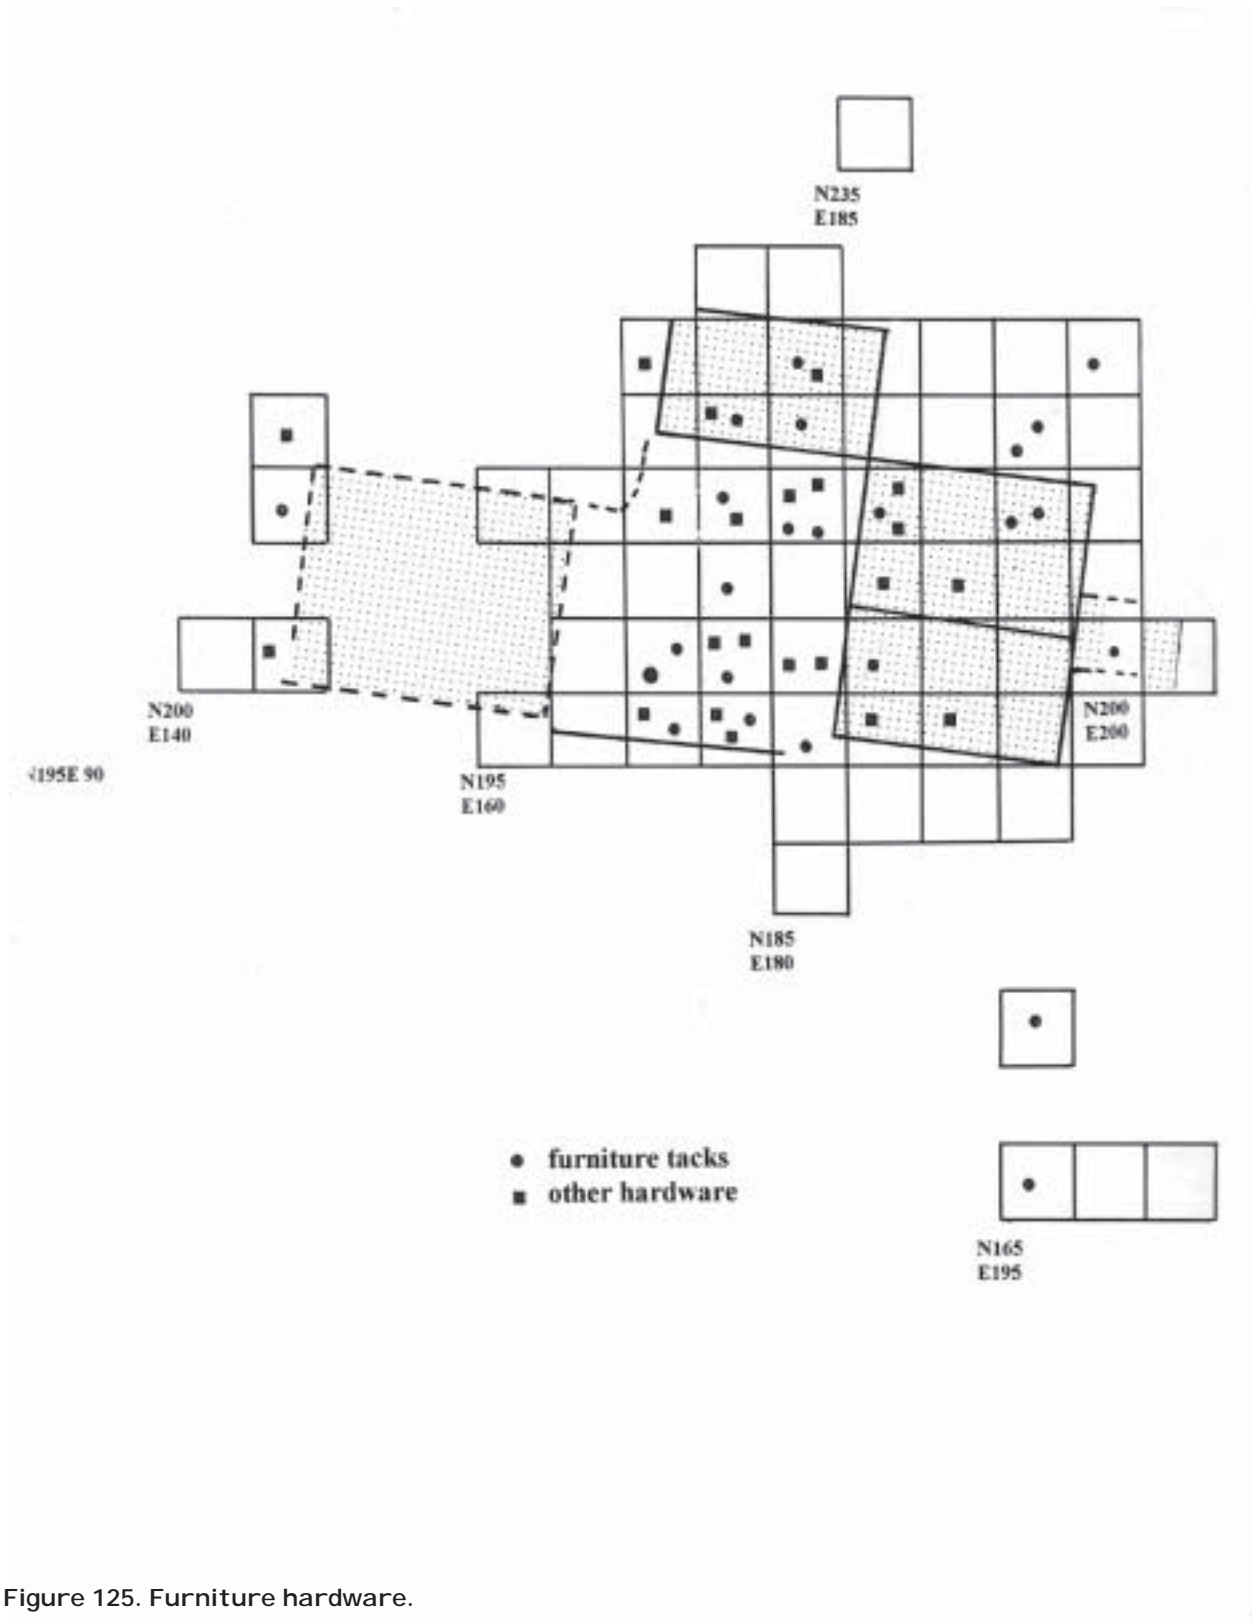 N235
E185
N200
E140
N200
E200
195E 90
N195
E160
N185
E180
furniture tacks
other hardware
N165
E195
Figure 125. Furniture hardware.